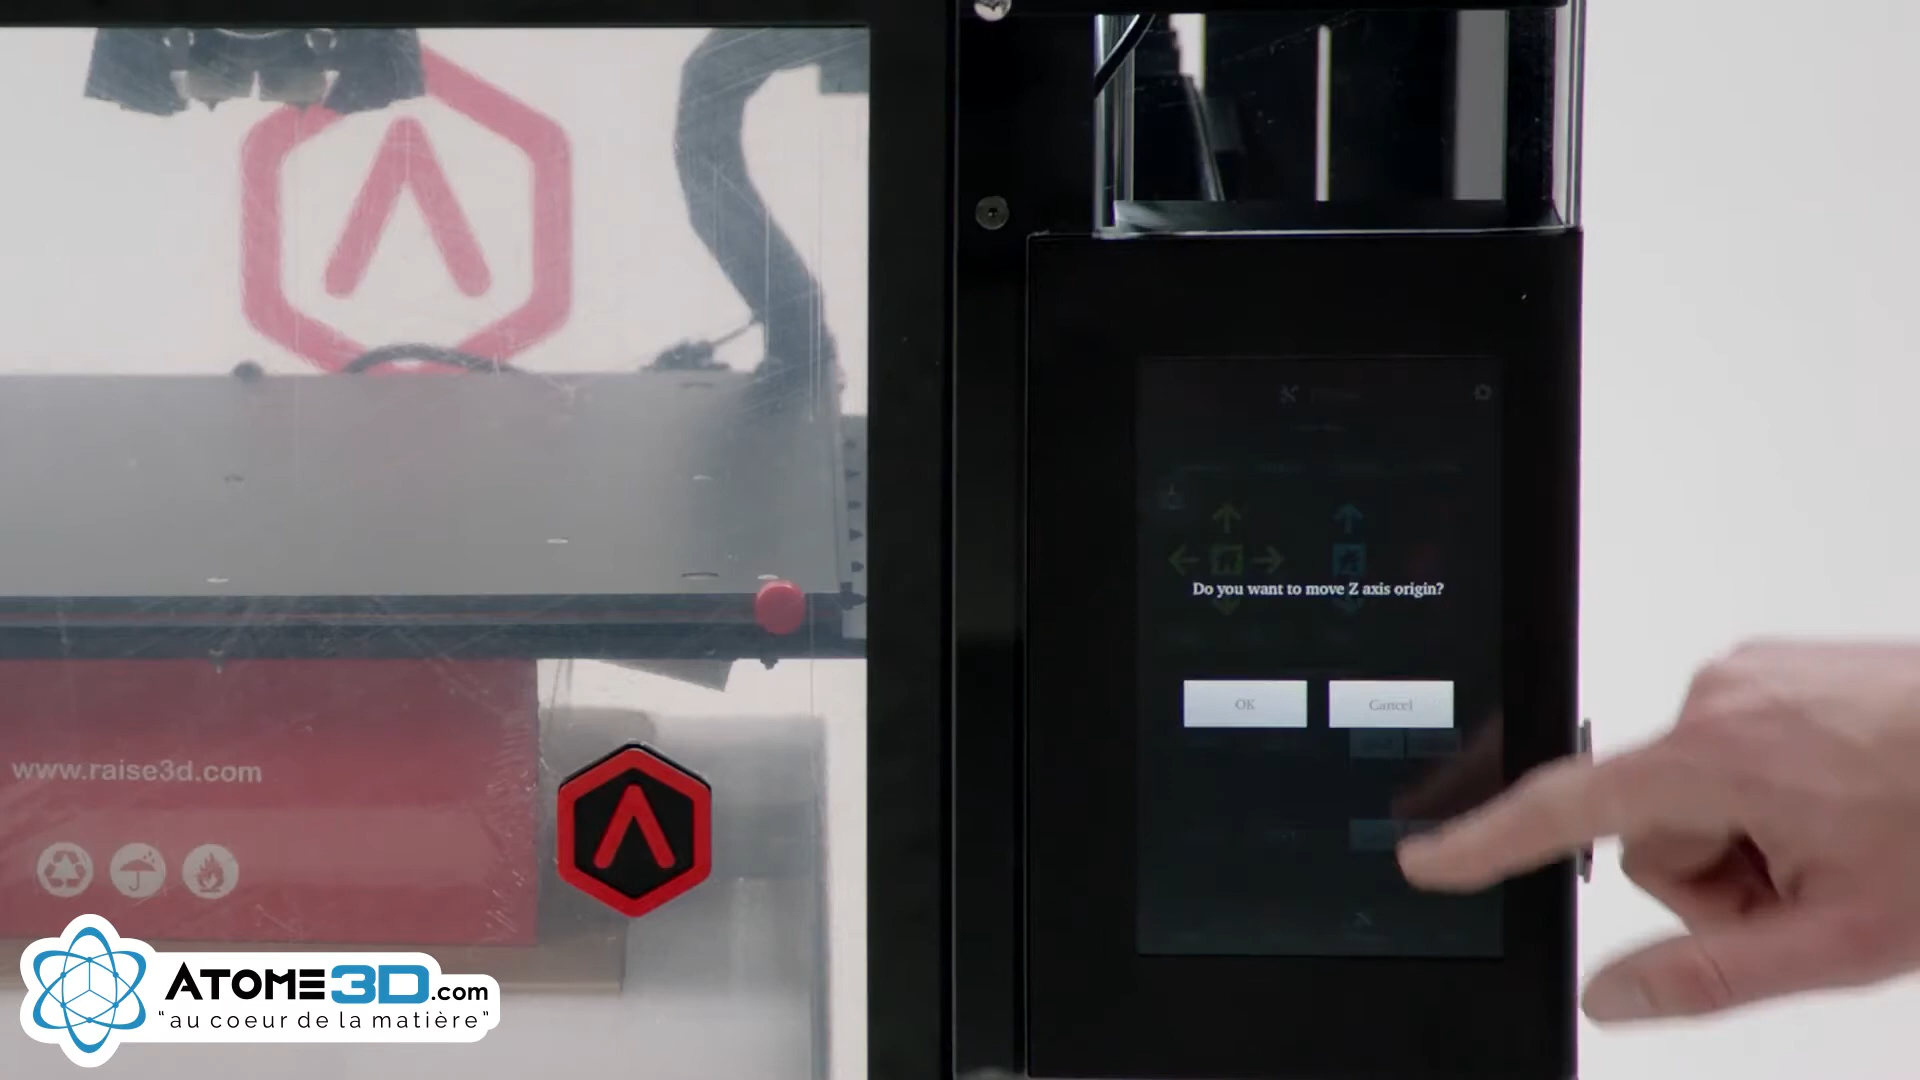 Do you want to move Z axis origin?
OK
Cancel
www.raise3d.com
ATOME3D.com
“au coeur de la matière”